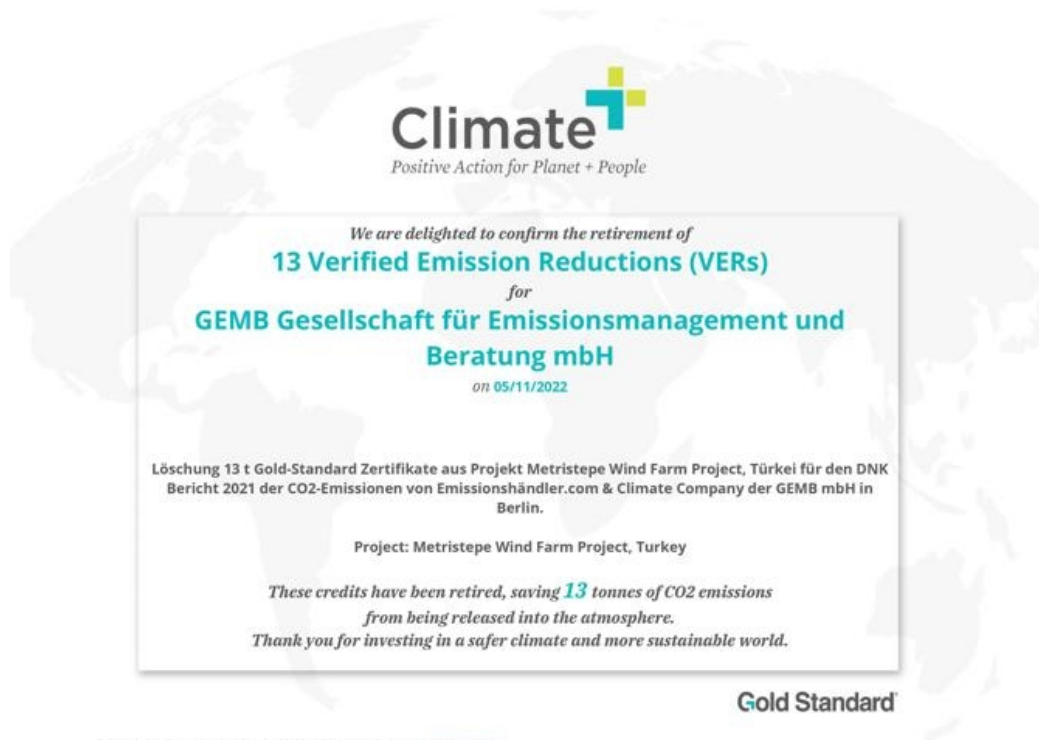 Climate
Positive Action for Planet + People
We are delighted to confirm the retirement of
13 Verified Emission Reductions (VERs)
for
GEMB Gesellschaft für Emissionsmanagement und
Beratung mbH
on 05/11/2022
Löschung 13 t Gold-Standard Zertifikate aus Projekt Metristepe Wind Farm Project, Türkei für den DNK
Bericht 2021 der CO2-Emissionen von Emissionshändler.com & Climate Company der GEMB mbH in
Berlin.
Project: Metristepe Wind Farm Project, Turkey
These credits have been retired, saving 13 tonnes of CO2 emissions
from being released into the atmosphere.
Thank you for investing in a safer climate and more sustainable world.
Gold Standard